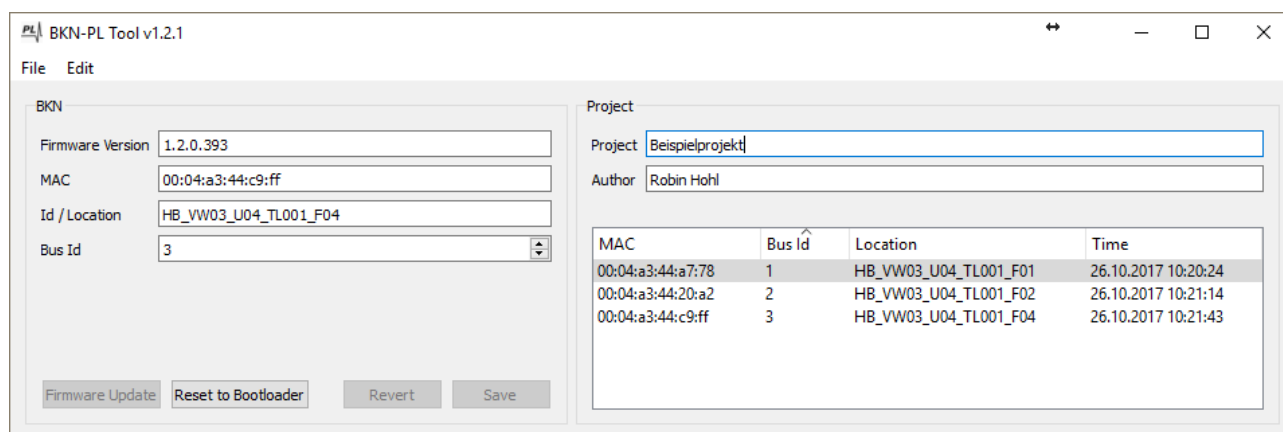 PL BKN-PL Tool v1.2.1
File Edit
BKN
Firmware Version 1.2.0.393
MAC 00:04:a3:44:c9:ff
Id / Location HB_VW03_U04_TL001_F04
Bus Id 3
Firmware Update Reset to Bootloader Revert Save
Project
Project Beispielprojekt
Author Robin Hohl
MAC Bus Id Location Time
00:04:a3:44:a7:78 1 HB_VW03_U04_TL001_F01 26.10.2017 10:20:24
00:04:a3:44:20:a2 2 HB_VW03_U04_TL001_F02 26.10.2017 10:21:14
00:04:a3:44:c9:ff 3 HB_VW03_U04_TL001_F04 26.10.2017 10:21:43